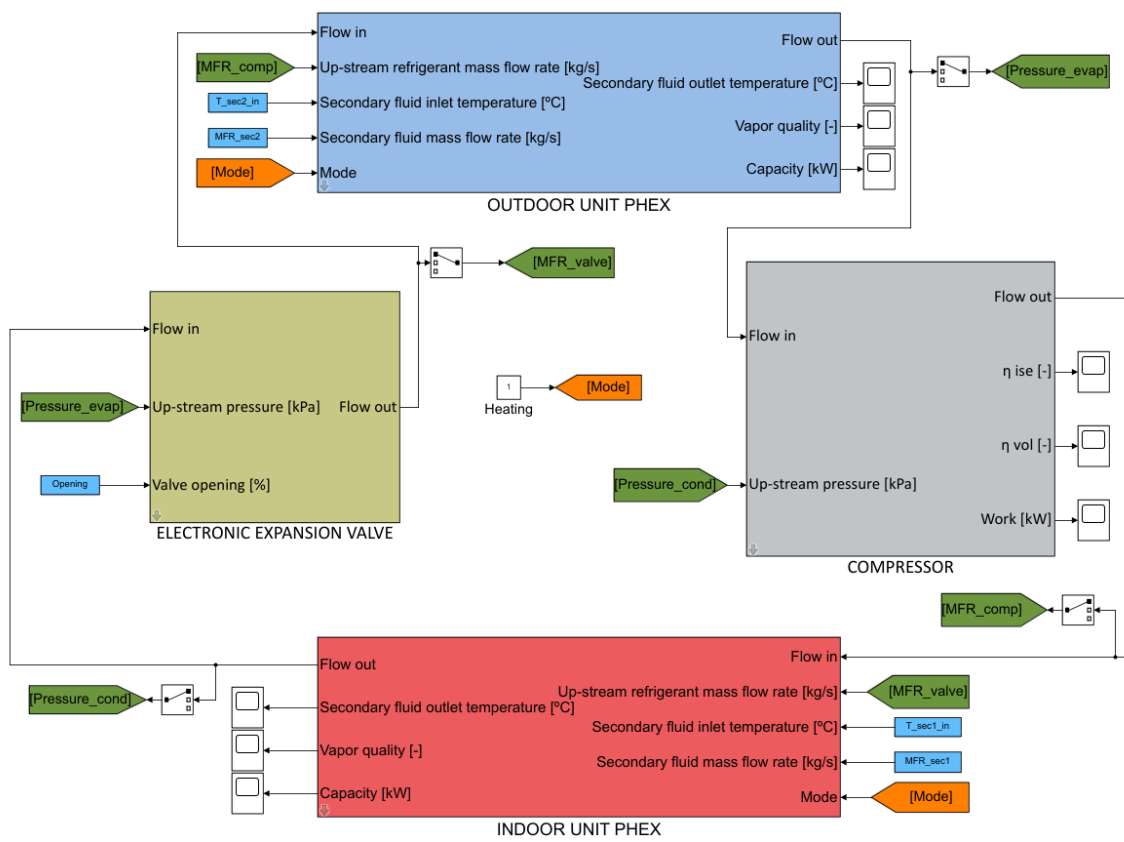 Flow in
[MFR_comp]
Up-stream refrigerant mass flow rate [kg/s]
T_sec2_in
Secondary fluid inlet temperature [ºC]
MFR_sec2
Secondary fluid mass flow rate [kg/s]
[Mode]
Mode
Flow out
Secondary fluid outlet temperature [ºC]
Vapor quality [-]
Capacity [kW]
[Pressure_evap]
OUTDOOR UNIT PHEX
[MFR_valve]
Flow in
[Pressure_evap]
Up-stream pressure [kPa]
Flow out
Opening
Valve opening [%]
ELECTRONIC EXPANSION VALVE
1
Heating
[Mode]
Flow out
Flow in
η ise [-]
η vol [-]
[Pressure_cond]
Up-stream pressure [kPa]
Work [kW]
COMPRESSOR
[MFR_comp]
Flow out
[Pressure_cond]
Secondary fluid outlet temperature [ºC]
Vapor quality [-]
Capacity [kW]
Flow in
Up-stream refrigerant mass flow rate [kg/s]
[MFR_valve]
Secondary fluid inlet temperature [ºC]
T_sec1_in
Secondary fluid mass flow rate [kg/s]
MFR_sec1
Mode
[Mode]
INDOOR UNIT PHEX